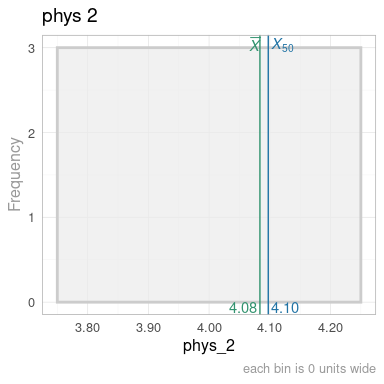 phys 2
X̅ X₅₀
3
2
1
0
Frequency
4.08 4.10
3.80 3.90 4.00 4.10 4.20
phys_2
each bin is 0 units wide